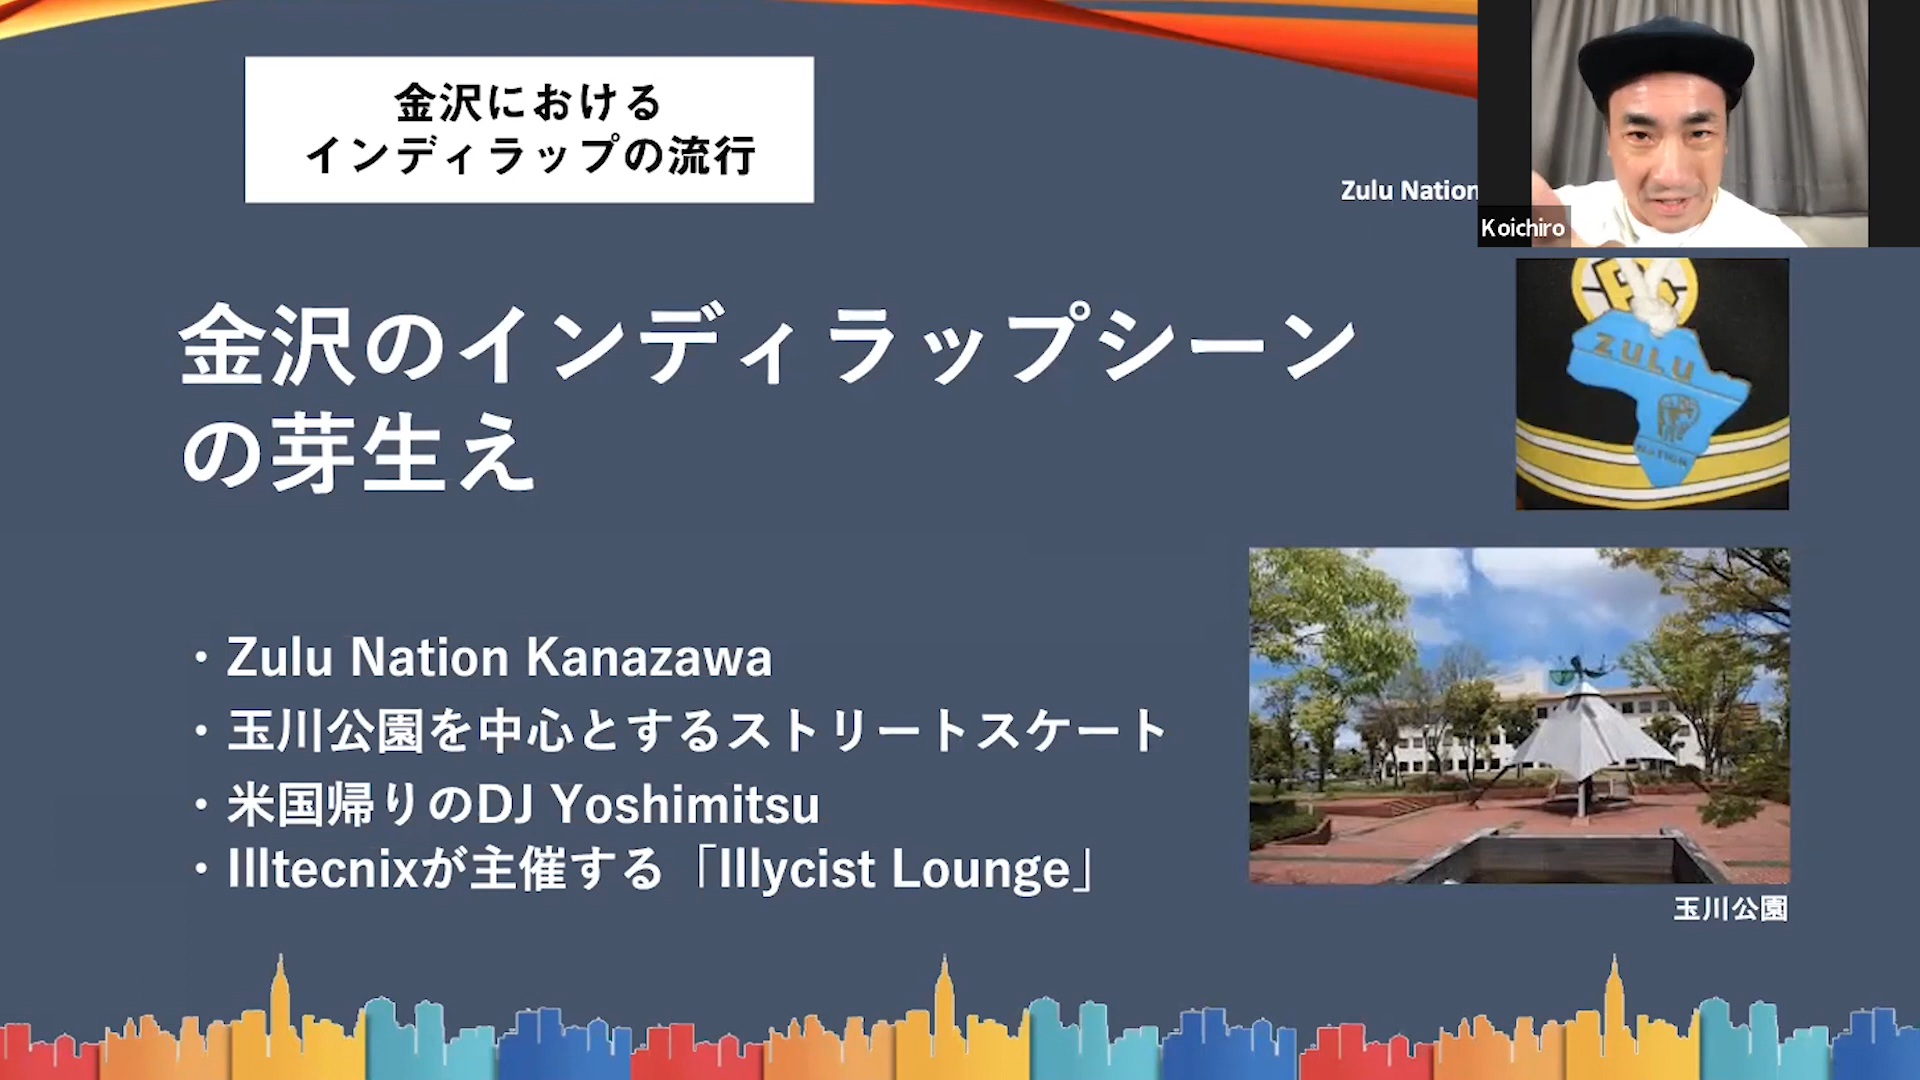 金沢における
インディラップの流行
Zulu Nation
Koichiro
金沢のインディラップシーン
の芽生え
ZULU
NATION
・Zulu Nation Kanazawa
・玉川公園を中心とするストリートスケート
・米国帰りのDJ Yoshimitsu
・Illtecnixが主催する「Illycist Lounge」
玉川公園